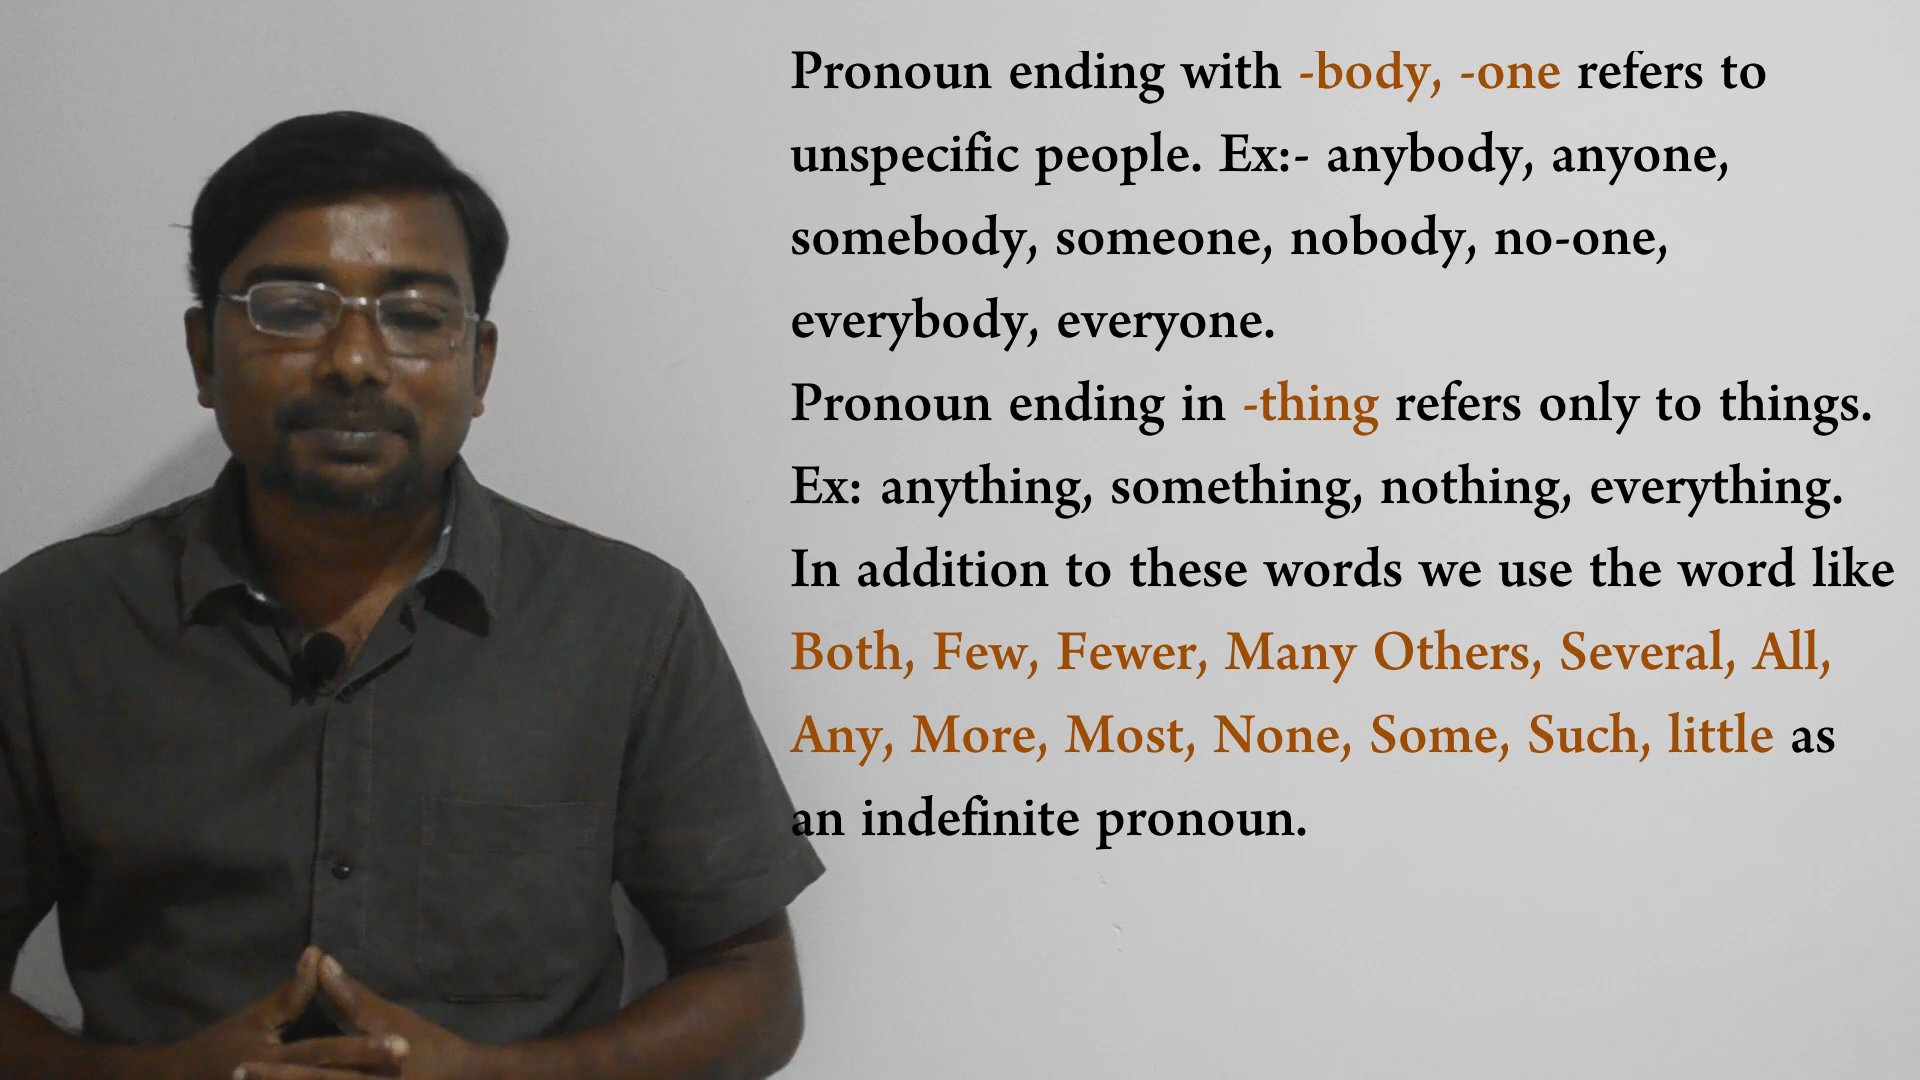 Pronoun ending with -body, -one refers to
unspecific people. Ex:- anybody, anyone,
somebody, someone, nobody, no-one,
everybody, everyone.
Pronoun ending in -thing refers only to things.
Ex: anything, something, nothing, everything.
In addition to these words we use the word like
Both, Few, Fewer, Many Others, Several, All,
Any, More, Most, None, Some, Such, little as
an indefinite pronoun.